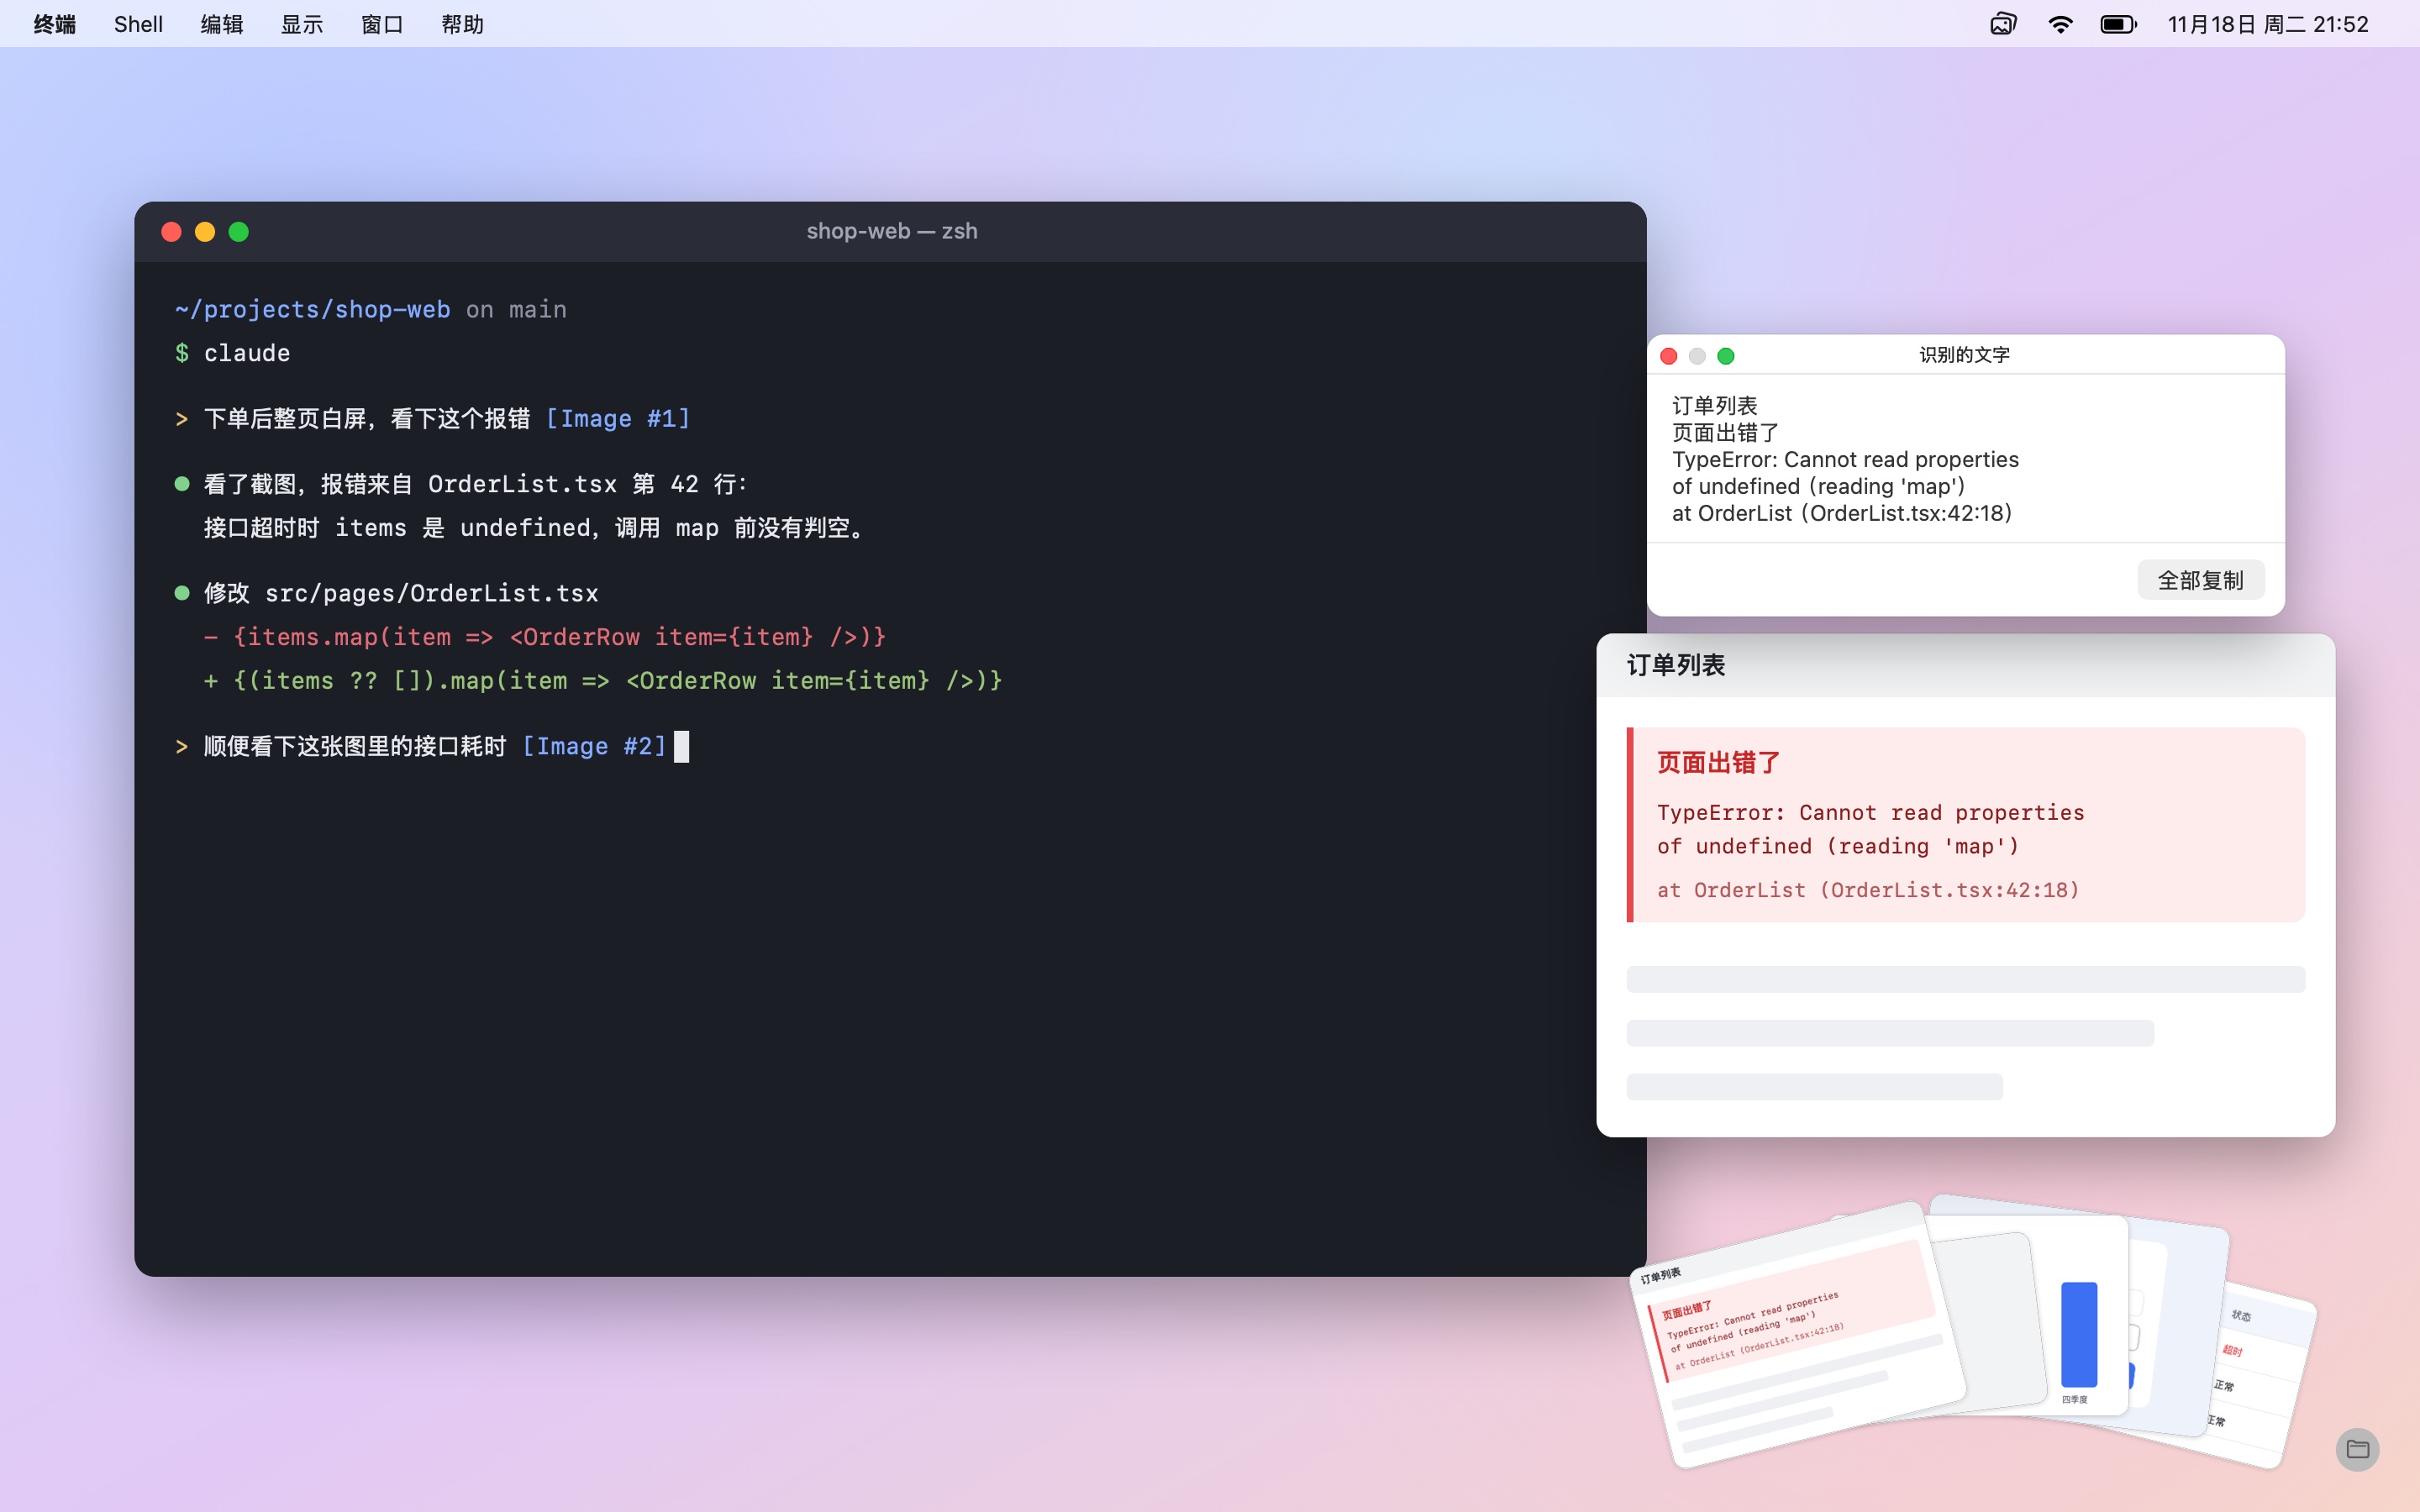 终端 Shell 编辑 显示 窗口 帮助 11月18日 周二 21:52
shop-web — zsh
~/projects/shop-web on main
$ claude
> 下单后整页白屏，看下这个报错 [Image #1]
● 看了截图，报错来自 OrderList.tsx 第 42 行：
接口超时时 items 是 undefined，调用 map 前没有判空。
● 修改 src/pages/OrderList.tsx
- {items.map(item => <OrderRow item={item} />)}
+ {(items ?? []).map(item => <OrderRow item={item} />)}
> 顺便看下这张图里的接口耗时 [Image #2]
识别的文字
订单列表
页面出错了
TypeError: Cannot read properties
of undefined (reading 'map')
at OrderList (OrderList.tsx:42:18)
全部复制
订单列表
页面出错了
TypeError: Cannot read properties
of undefined (reading 'map')
at OrderList (OrderList.tsx:42:18)
订单列表
页面出错了
TypeError: Cannot read properties
of undefined (reading 'map')
at OrderList (OrderList.tsx:42:18)
四季度
状态
超时
正常
正常